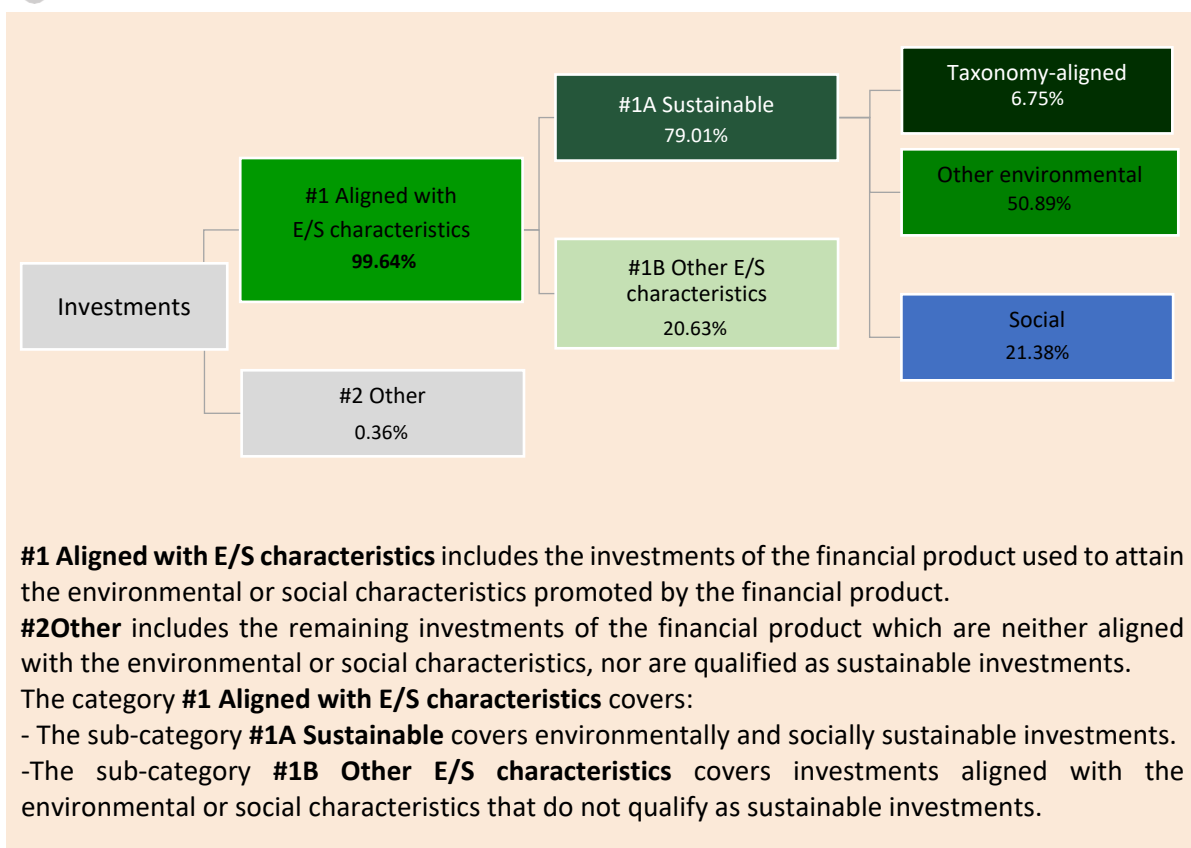 Investments
#1 Aligned with
E/S characteristics
99.64%
#2 Other
0.36%
#1A Sustainable
79.01%
#1B Other E/S
characteristics
20.63%
Taxonomy-aligned
6.75%
Other environmental
50.89%
Social
21.38%
#1 Aligned with E/S characteristics includes the investments of the financial product used to attain
the environmental or social characteristics promoted by the financial product.
#2Other includes the remaining investments of the financial product which are neither aligned
with the environmental or social characteristics, nor are qualified as sustainable investments.
The category #1 Aligned with E/S characteristics covers:
- The sub-category #1A Sustainable covers environmentally and socially sustainable investments.
-The sub-category #1B Other E/S characteristics covers investments aligned with the
environmental or social characteristics that do not qualify as sustainable investments.